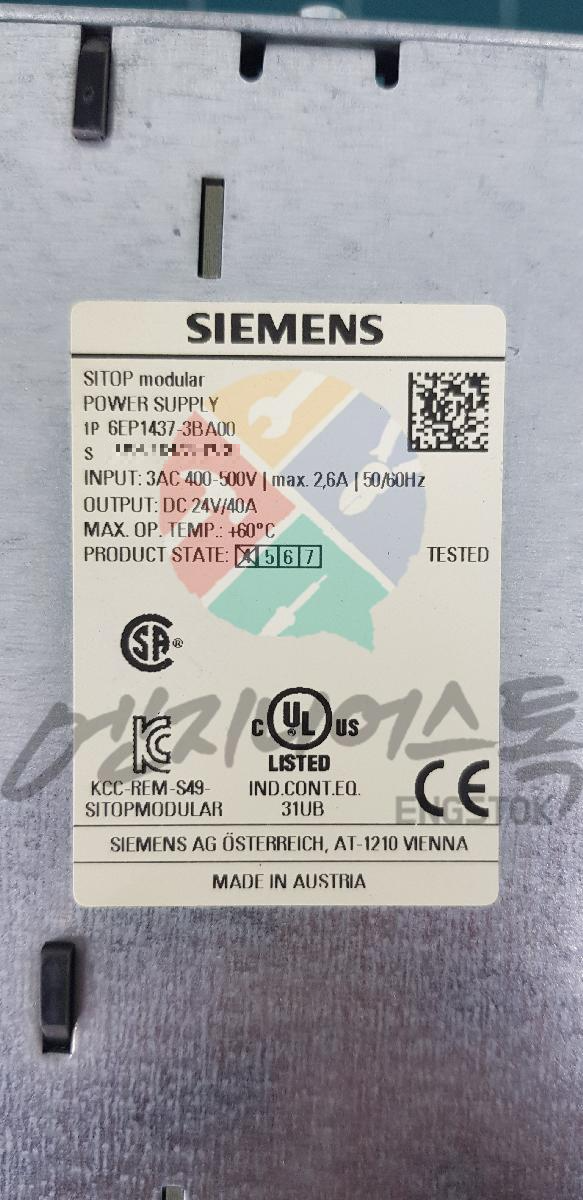 SIEMENS
SITOP modular
POWER SUPPLY
1P 6EP1437-3BA00
S
INPUT: 3AC 400-500V | max. 2,6A | 50/60Hz
OUTPUT: DC 24V/40A
MAX. OP. TEMP.: +60°C
PRODUCT STATE: 4 5 6 7 TESTED
SA ®
엔지니어스톡
C UL ® US
LISTED
KCC-REM-S49-
SITOPMODULAR
IND.CONT.EQ.
31UB
CE
ENGSTOK
SIEMENS AG ÖSTERREICH, AT-1210 VIENNA
MADE IN AUSTRIA